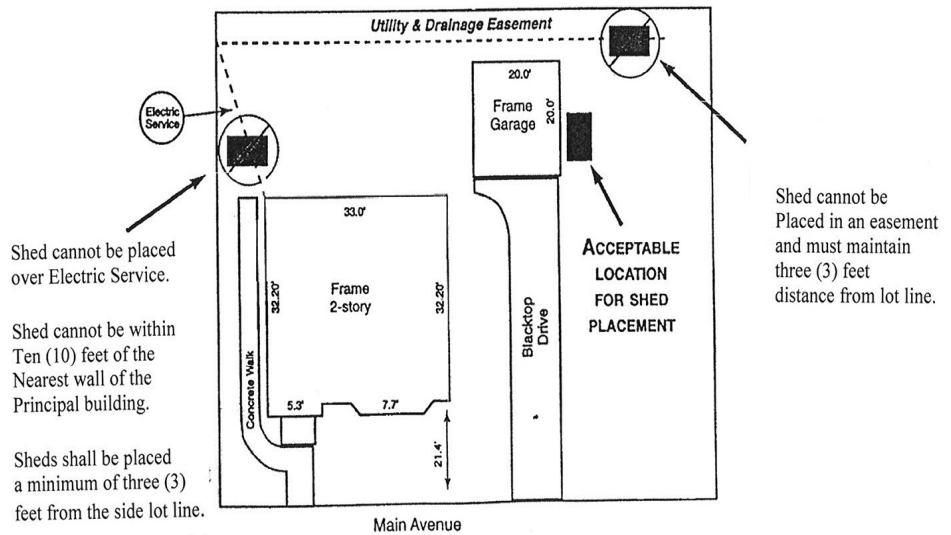 Utility & Drainage Easement
Electric
Service
20.0'
20.0'
Frame
Garage
Shed cannot be placed
over Electric Service.
Shed cannot be within
Ten (10) feet of the
Nearest wall of the
Principal building.
Sheds shall be placed
a minimum of three (3)
feet from the side lot line.
33.0'
32.20'
Frame
2-story
32.20'
Concrete Walk
5.3'
7.7'
21.4'
Blacktop
Drive
ACCEPTABLE
LOCATION
FOR SHED
PLACEMENT
Shed cannot be
Placed in an easement
and must maintain
three (3) feet
distance from lot line.
Main Avenue